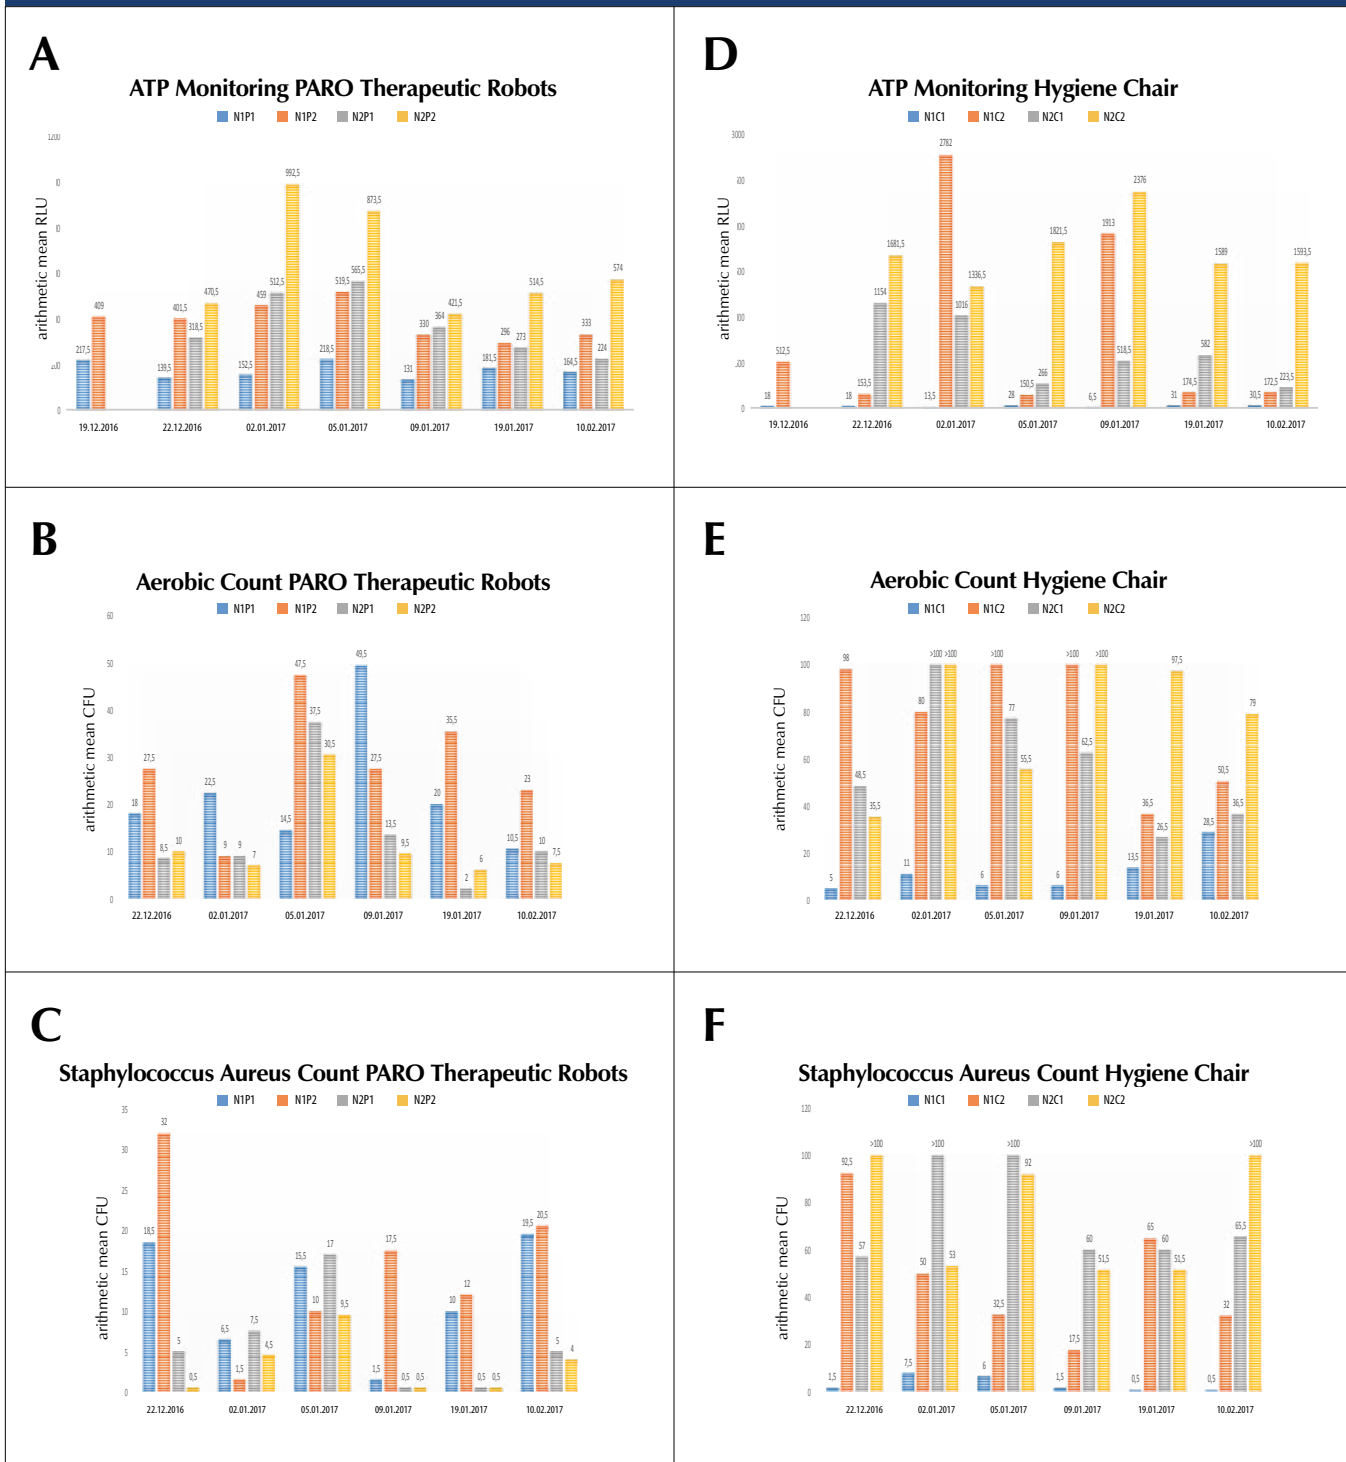 A
ATP Monitoring PARO Therapeutic Robots
N1P1 N1P2 N2P1 N2P2
arithmetic mean RLU
1200
0
217,5 409
139,5 401,5 318,5 470,5
152,5 459 512,5 992,5
218,5 519,5 565,5 873,5
131 330 364 421,5
181,5 296 273 514,5
164,5 333 224 574
19.12.2016 22.12.2016 02.01.2017 05.01.2017 09.01.2017 19.01.2017 10.02.2017
D
ATP Monitoring Hygiene Chair
N1C1 N1C2 N2C1 N2C2
arithmetic mean RLU
3000
0
18 512,5
18 153,5 1154 1681,5
13,5 2782 1016 1336,5
28 150,5 266 1821,5
6,5 1913 518,5 2376
31 174,5 582 1589
30,5 172,5 223,5 1593,5
19.12.2016 22.12.2016 02.01.2017 05.01.2017 09.01.2017 19.01.2017 10.02.2017
B
Aerobic Count PARO Therapeutic Robots
N1P1 N1P2 N2P1 N2P2
arithmetic mean CFU
60
50
40
30
20
10
0
18 27,5 8,5 10
22,5 9 9 7
14,5 47,5 37,5 30,5
49,5 27,5 13,5 9,5
20 35,5 2 6
10,5 23 10 7,5
22.12.2016 02.01.2017 05.01.2017 09.01.2017 19.01.2017 10.02.2017
E
Aerobic Count Hygiene Chair
N1C1 N1C2 N2C1 N2C2
arithmetic mean CFU
120
100
80
60
40
20
0
5 98 48,5 35,5
11 80 >100 >100
6 >100 77 55,5
6 >100 62,5 >100
13,5 36,5 26,5 97,5
28,5 50,5 36,5 79
22.12.2016 02.01.2017 05.01.2017 09.01.2017 19.01.2017 10.02.2017
C
Staphylococcus Aureus Count PARO Therapeutic Robots
N1P1 N1P2 N2P1 N2P2
arithmetic mean CFU
35
30
25
20
15
10
5
0
18,5 32 5 0,5
6,5 1,5 7,5 4,5
15,5 10 17 9,5
1,5 17,5 0,5 0,5
10 12 0,5 0,5
19,5 20,5 5 4
22.12.2016 02.01.2017 05.01.2017 09.01.2017 19.01.2017 10.02.2017
F
Staphylococcus Aureus Count Hygiene Chair
N1C1 N1C2 N2C1 N2C2
arithmetic mean CFU
120
100
80
60
40
20
0
1,5 92,5 57 >100
7,5 50 >100 53
6 32,5 >100 92
1,5 17,5 60 51,5
0,5 65 60 51,5
0,5 32 65,5 >100
22.12.2016 02.01.2017 05.01.2017 09.01.2017 19.01.2017 10.02.2017